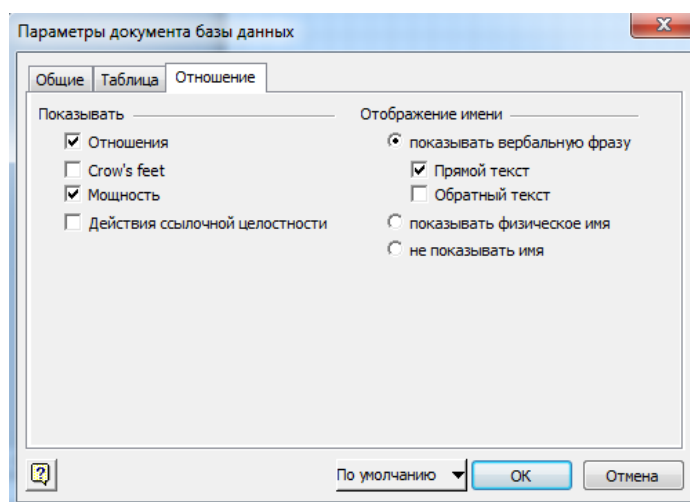 Параметры документа базы данных
Общие
Таблица
Отношение
Показывать
Отношения
Crow's feet
Мощность
Действия ссылочной целостности
Отображение имени
показывать вербальную фразу
Прямой текст
Обратный текст
показывать физическое имя
не показывать имя
По умолчанию
ОК
Отмена